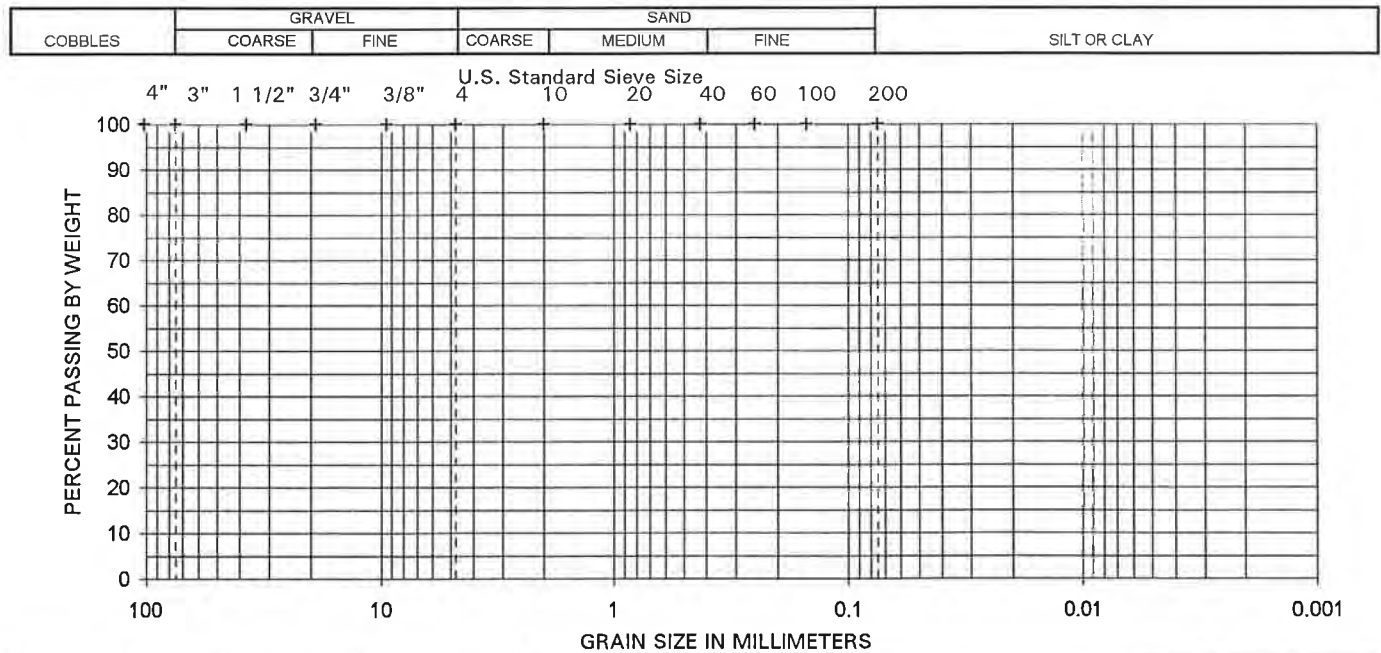 GRAVEL SAND
COBBLES COARSE FINE COARSE MEDIUM FINE SILT OR CLAY
U.S. Standard Sieve Size
4" 3" 1 1/2" 3/4" 3/8" 4 10 20 40 60 100 200
100
90
80
70
60
50
40
30
20
10
0
PERCENT PASSING BY WEIGHT
100 10 1 0.1 0.01 0.001
GRAIN SIZE IN MILLIMETERS